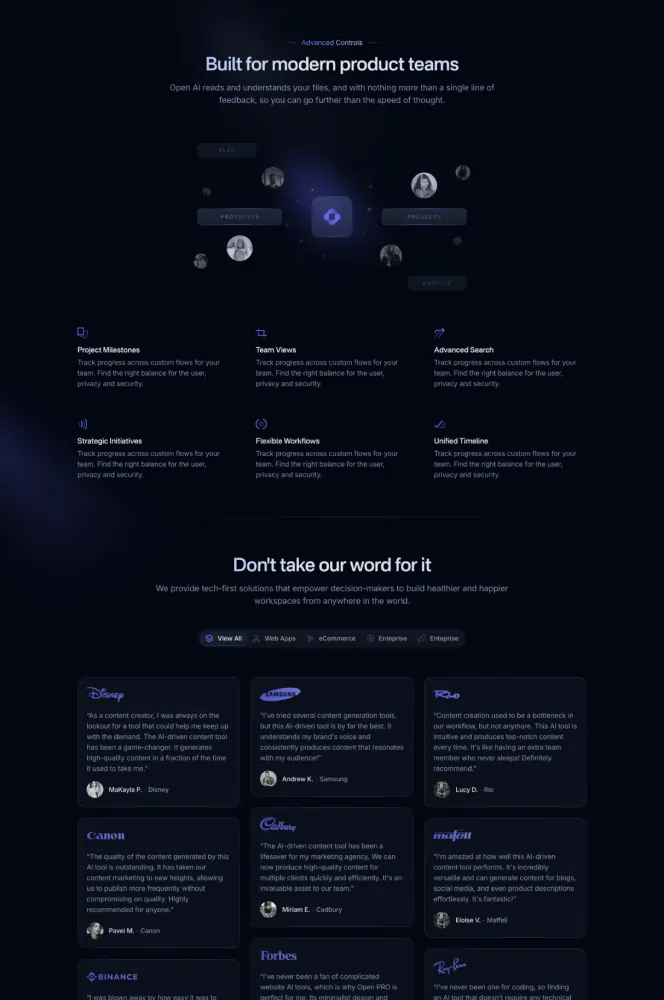 Advanced Controls
Built for modern product teams
Open AI reads and understands your files, and with nothing more than a single line of
feedback, so you can go further than the speed of thought.
PLAN
PROTOTYPE
PROJECTS
Project Milestones
Track progress across custom flows for your
team. Find the right balance for the user,
privacy and security.
Team Views
Track progress across custom flows for your
team. Find the right balance for the user,
privacy and security.
Advanced Search
Track progress across custom flows for your
team. Find the right balance for the user,
privacy and security.
Strategic Initiatives
Track progress across custom flows for your
team. Find the right balance for the user,
privacy and security.
Flexible Workflows
Track progress across custom flows for your
team. Find the right balance for the user,
privacy and security.
Unified Timeline
Track progress across custom flows for your
team. Find the right balance for the user,
privacy and security.
Don't take our word for it
We provide tech-first solutions that empower decision-makers to build healthier and happier
workspaces from anywhere in the world.
View All Web Apps eCommerce Enteprise Enteprise
Disney
"As a content creator, I was always on the
lookout for a tool that could help me keep up
with the demand. The AI-driven content tool
has been a game-changer. It generates
high-quality content in a fraction of the time
it used to take me."
MaKayla P. · Disney
SAMSUNG
"I've tried several content generation tools,
but this AI-driven tool is by far the best. It
understands my brand's voice and
consistently produces content that resonates
with my audience!"
Andrew K. · Samsung
Rio
"Content creation used to be a bottleneck in
our workflow, but not anymore. This AI tool is
intuitive and produces top-notch content
every time. It's like having an extra team
member who never sleeps! Definitely
recommend."
Lucy D. · Rio
Canon
"The quality of the content generated by this
AI tool is outstanding. It has taken our
content marketing to new heights, allowing
us to publish more frequently without
compromising on quality. Highly
recommended for anyone."
Pavel M. · Canon
Cadbury
"The AI-driven content tool has been a
lifesaver for my marketing agency. We can
now produce high-quality content for
multiple clients quickly and efficiently. It's an
invaluable asset to our team."
Miriam E. · Cadbury
mafell
"I'm amazed at how well this AI-driven
content tool performs. It's incredibly
versatile and can generate content for blogs,
social media, and even product descriptions
effortlessly. It's fantastic!"
Eloise V. · Maffell
BINANCE
"I was blown away by how easy it was to
Forbes
"I've never been a fan of complicated
website AI tools, which is why Open PRO is
perfect for me. Its minimalist design and
Ray-Ban
"I've never been one for coding, so finding
an AI tool that doesn't require any technical